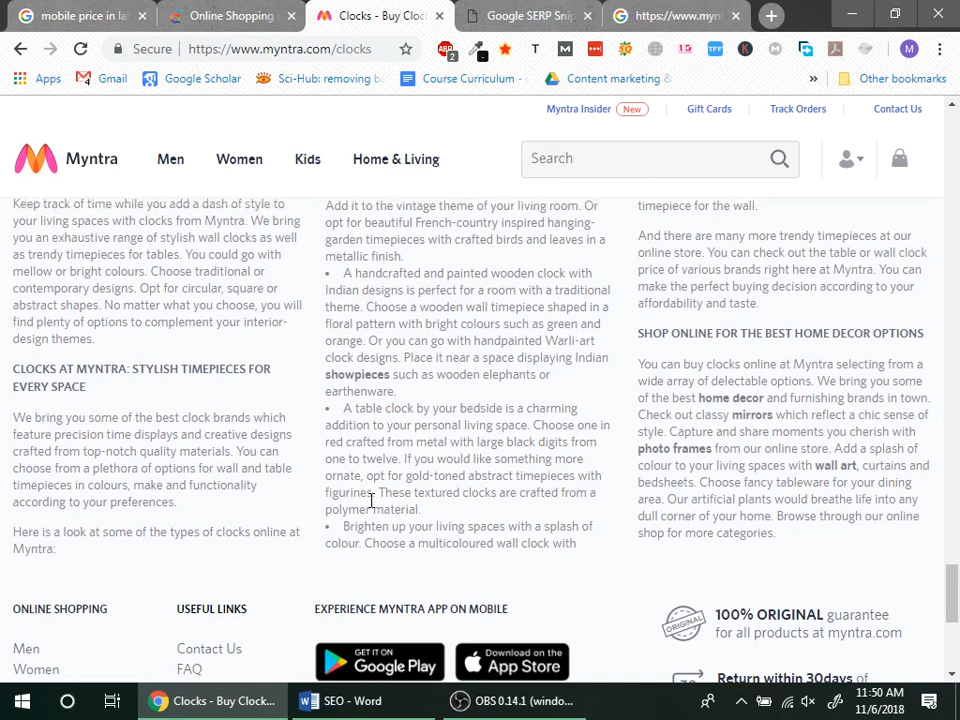 mobile price in lal
Online Shopping
Clocks - Buy Cloc
Google SERP Snip
https://www.mynt
Secure
https://www.myntra.com/clocks
Apps
Gmail
Google Scholar
Sci-Hub: removing ba
Course Curriculum -
Content marketing &
Other bookmarks
Myntra Insider New
Gift Cards
Track Orders
Contact Us
Myntra
Men
Women
Kids
Home & Living
Search
Keep track of time while you add a dash of style to
your living spaces with clocks from Myntra. We bring
you an exhaustive range of stylish wall clocks as well
as trendy timepieces for tables. You could go with
mellow or bright colours. Choose traditional or
contemporary designs. Opt for circular, square or
abstract shapes. No matter what you choose, you will
find plenty of options to complement your interior-
design themes.
CLOCKS AT MYNTRA: STYLISH TIMEPIECES FOR
EVERY SPACE
We bring you some of the best clock brands which
feature precision time displays and creative designs
crafted from top-notch quality materials. You can
choose from a plethora of options for wall and table
timepieces in colours, make and functionality
according to your preferences.
Here is a look at some of the types of clocks online at
Myntra:
Add it to the vintage theme of your living room. Or
opt for beautiful French-country inspired hanging-
garden timepieces with crafted birds and leaves in a
metallic finish.
• A handcrafted and painted wooden clock with
Indian designs is perfect for a room with a traditional
theme. Choose a wooden wall timepiece shaped in a
floral pattern with bright colours such as green and
orange. Or you can go with handpainted Warli-art
clock designs. Place it near a space displaying Indian
showpieces such as wooden elephants or
earthenware.
• A table clock by your bedside is a charming
addition to your personal living space. Choose one in
red crafted from metal with large black digits from
one to twelve. If you would like something more
ornate, opt for gold-toned abstract timepieces with
figurines. These textured clocks are crafted from a
polymer material.
• Brighten up your living spaces with a splash of
colour. Choose a multicoloured wall clock with
timepiece for the wall.
And there are many more trendy timepieces at our
online store. You can check out the table or wall clock
price of various brands right here at Myntra. You can
make the perfect buying decision according to your
affordability and taste.
SHOP ONLINE FOR THE BEST HOME DECOR OPTIONS
You can buy clocks online at Myntra selecting from a
wide array of delectable options. We bring you some
of the best home decor and furnishing brands in town.
Check out classy mirrors which reflect a chic sense of
style. Capture and share moments you cherish with
photo frames from our online store. Add a splash of
colour to your living spaces with wall art, curtains and
bedsheets. Choose fancy tableware for your dining
area. Our artificial plants would breathe life into any
dull corner of your home. Browse through our online
shop for more categories.
ONLINE SHOPPING
Men
Women
USEFUL LINKS
Contact Us
FAQ
EXPERIENCE MYNTRA APP ON MOBILE
GET IT ON
Google Play
Download on the
App Store
ORIGINAL
100% ORIGINAL guarantee
for all products at myntra.com
Return within 30days of
Clocks - Buy Clock...
SEO - Word
OBS 0.14.1 (windo...
11:50 AM
11/6/2018